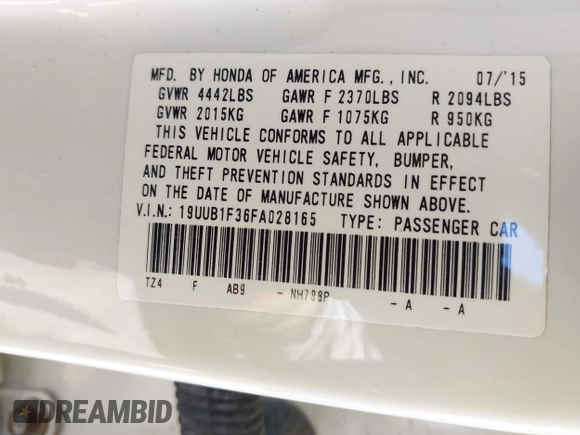 MFD. BY HONDA OF AMERICA MFG., INC. 07/'15
GVWR 4442LBS GAWR F 2370LBS R 2094LBS
GVWR 2015KG GAWR F 1075KG R 950KG
THIS VEHICLE CONFORMS TO ALL APPLICABLE
FEDERAL MOTOR VEHICLE SAFETY, BUMPER,
AND THEFT PREVENTION STANDARDS IN EFFECT
ON THE DATE OF MANUFACTURE SHOWN ABOVE.
V.I.N.: 19UUB1F36FA028165 TYPE: PASSENGER CAR
TZ4 F AB9 - NH788P - A - A
DREAMBID